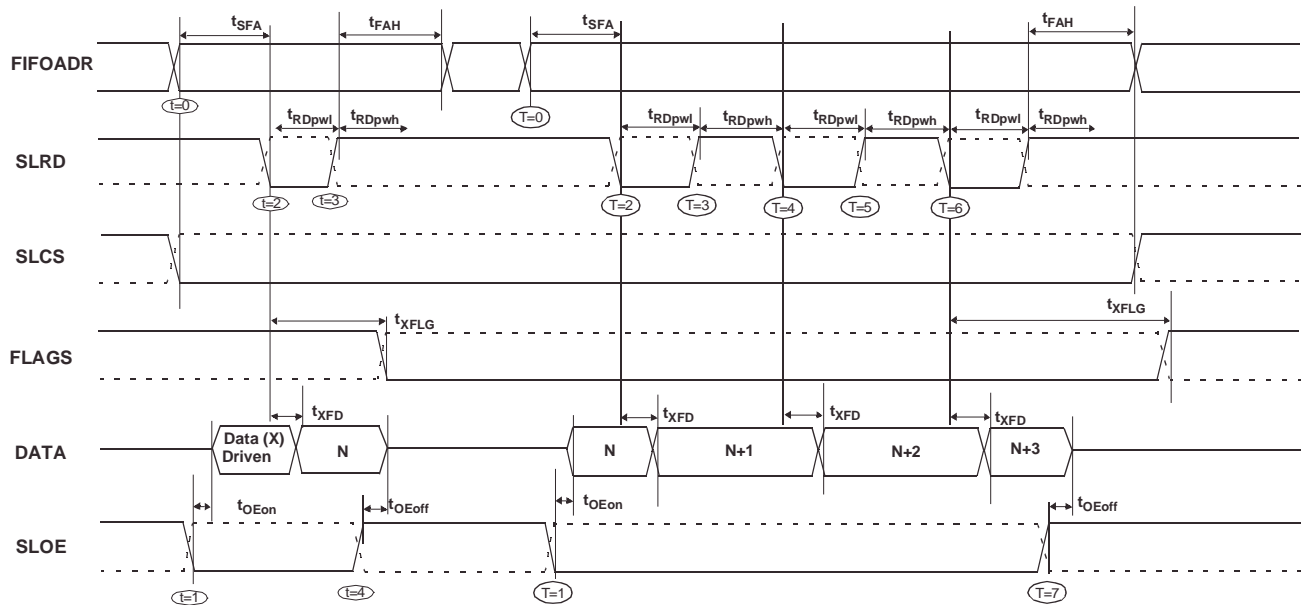 tSFA tFAH tSFA tFAH
FIFOADR
t=0 T=0
tRDpwl tRDpwh tRDpwl tRDpwh tRDpwl tRDpwh tRDpwl tRDpwh
SLRD
t=2 t=3 T=2 T=3 T=4 T=5 T=6
SLCS
tXFLG tXFLG
FLAGS
tXFD tXFD tXFD tXFD
DATA
Data (X)
Driven
N N N+1 N+2 N+3
tOEon tOEoff tOEon tOEoff
SLOE
t=1 t=4 T=1 T=7